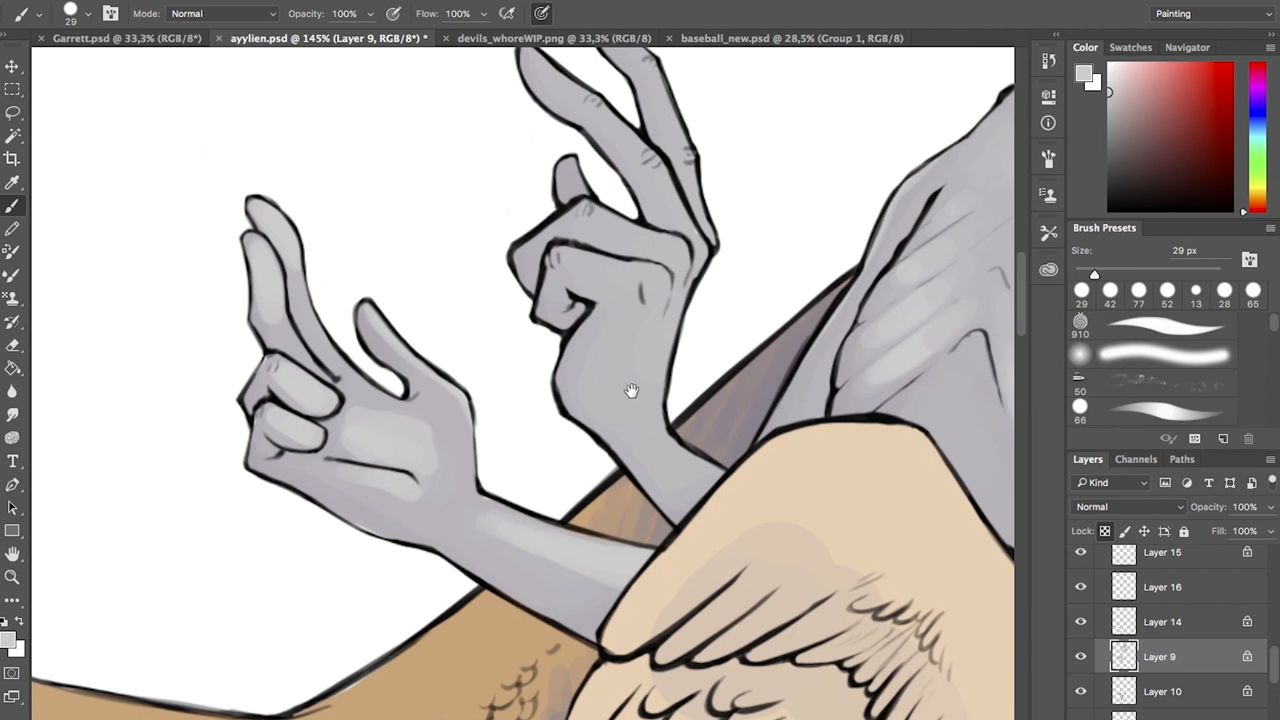 29 Mode: Normal Opacity: 100% Flow: 100% Painting
Garrett.psd @ 33,3% (RGB/8*) ayylien.psd @ 145% (Layer 9, RGB/8*) * devils_whoreWIP.png @ 33,3% (RGB/8) baseball_new.psd @ 28,5% (Group 1, RGB/8)
Color Swatches Navigator
Brush Presets
Size: 29 px
29 42 77 52 13 28 65
910
50
66
Layers Channels Paths
Kind
Normal Opacity: 100%
Lock: Fill: 100%
Layer 15
Layer 16
Layer 14
Layer 9
Layer 10